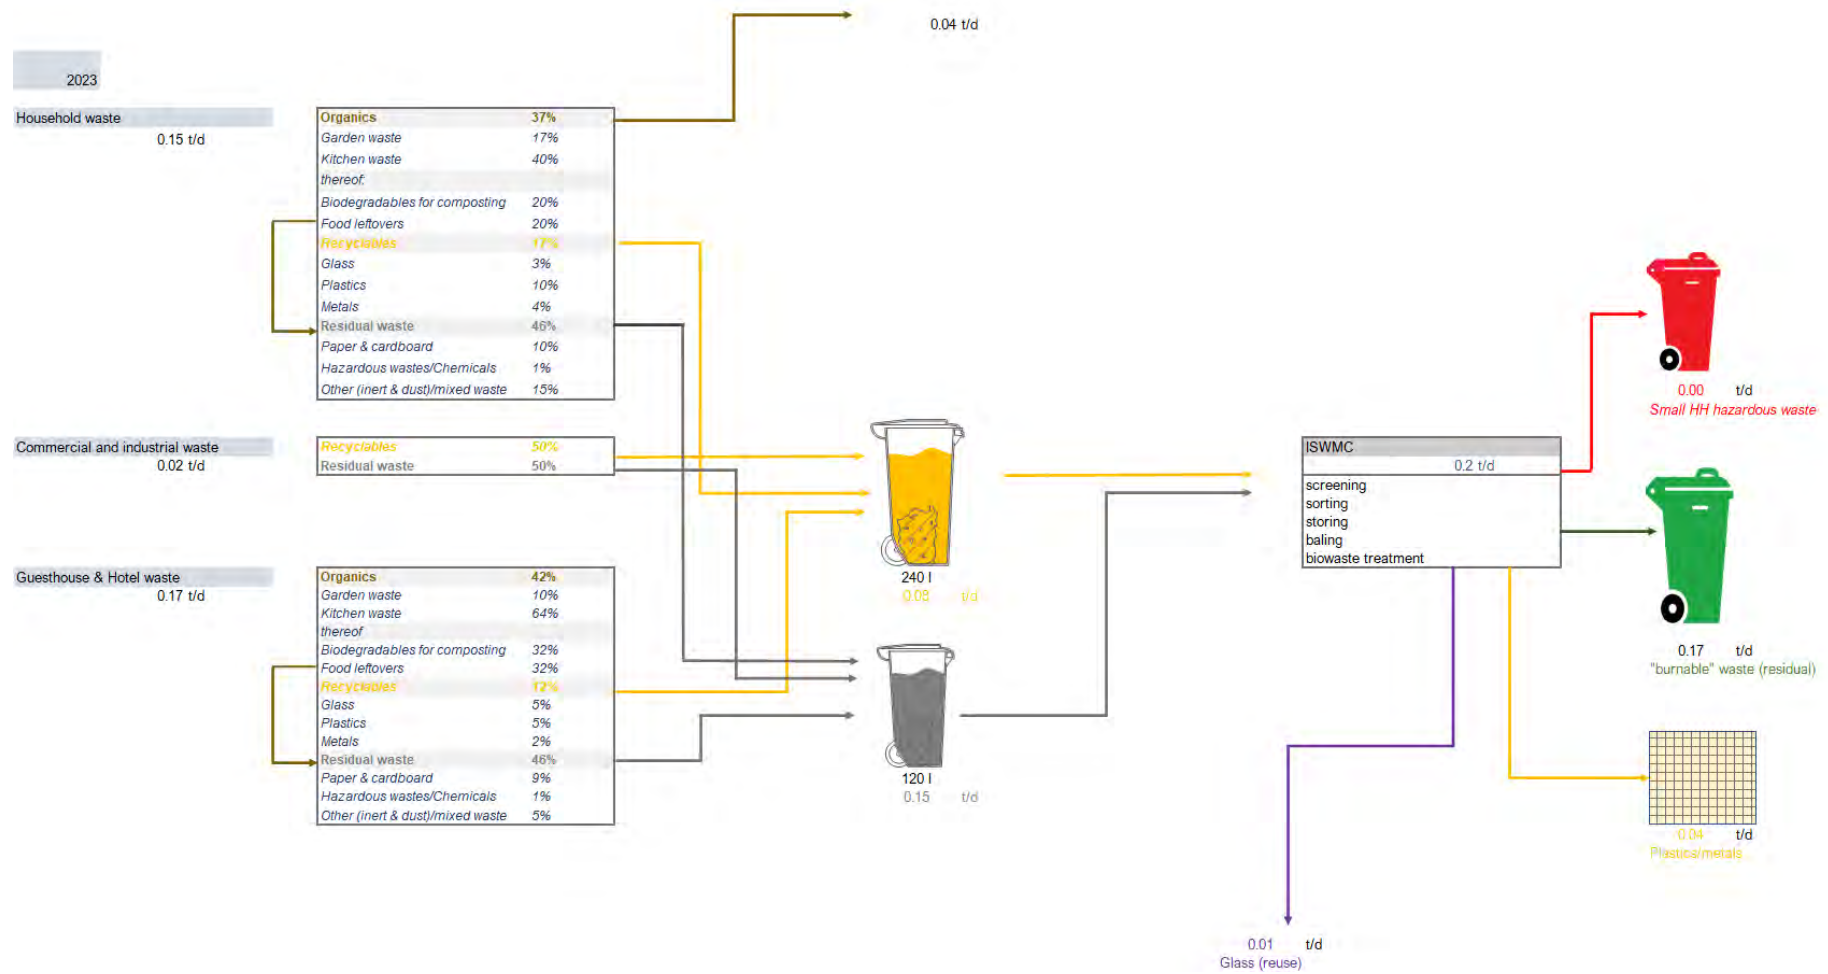 0.04 t/d
2023
Household waste
0.15 t/d
Organics 37%
Garden waste 17%
Kitchen waste 40%
thereof:
Biodegradables for composting 20%
Food leftovers 20%
Recyclables 17%
Glass 3%
Plastics 10%
Metals 4%
Residual waste 46%
Paper & cardboard 10%
Hazardous wastes/Chemicals 1%
Other (inert & dust)/mixed waste 15%
Commercial and industrial waste
0.02 t/d
Recyclables 50%
Residual waste 50%
Guesthouse & Hotel waste
0.17 t/d
Organics 42%
Garden waste 10%
Kitchen waste 64%
thereof
Biodegradables for composting 32%
Food leftovers 32%
Recyclables 12%
Glass 5%
Plastics 5%
Metals 2%
Residual waste 46%
Paper & cardboard 9%
Hazardous wastes/Chemicals 1%
Other (inert & dust)/mixed waste 5%
240 l
t/d
120 l
0.15 t/d
ISWMC
0.2 t/d
screening
sorting
storing
baling
biowaste treatment
0.00 t/d
Small HH hazardous waste
0.17 t/d
"burnable" waste (residual)
0.04 t/d
Plastics/metals
0.01 t/d
Glass (reuse)